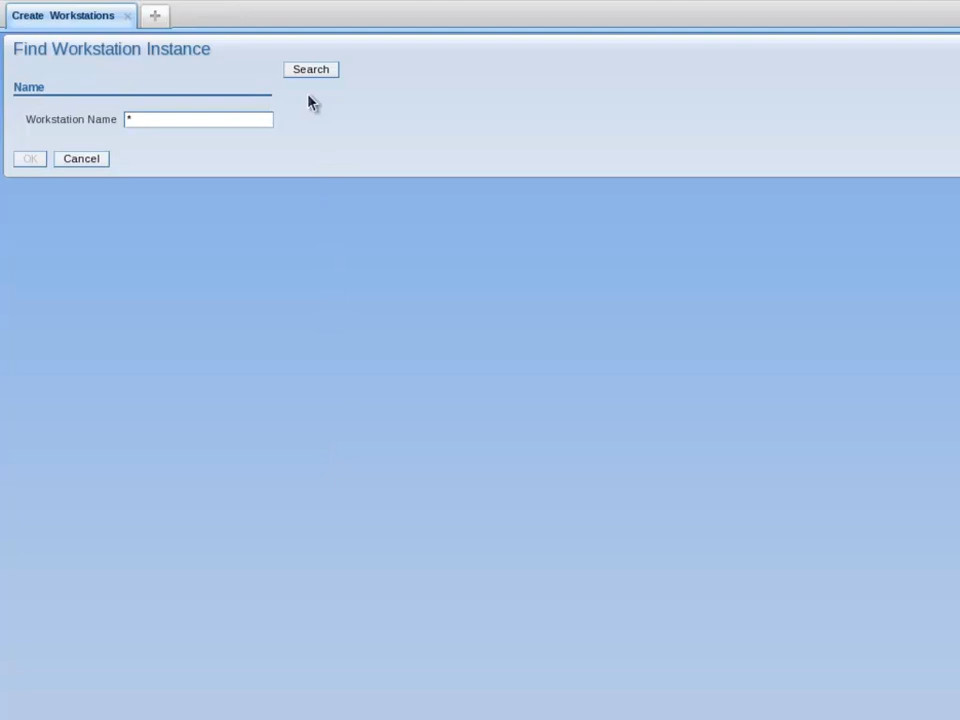 Create Workstations
Find Workstation Instance
Search
Name
Workstation Name *
OK Cancel